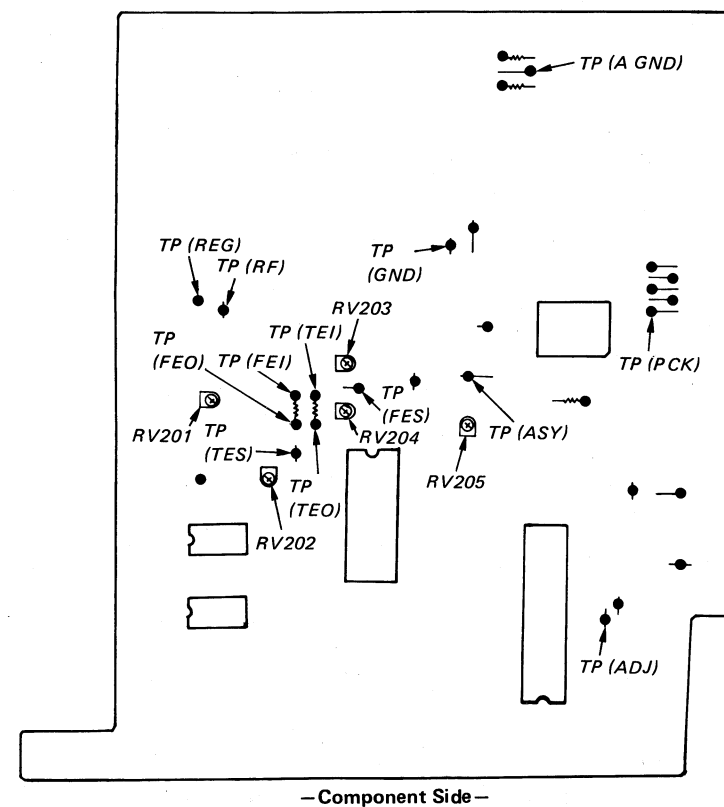 TP (A GND)
TP (REG)
TP (RF)
TP
(GND)
RV203
TP (TEI)
TP
(FEO)
TP (FEI)
TP (PCK)
TP
(FES)
RV201
TP
(TES)
RV204
TP (ASY)
RV205
TP
(TEO)
RV202
TP (ADJ)
—Component Side—